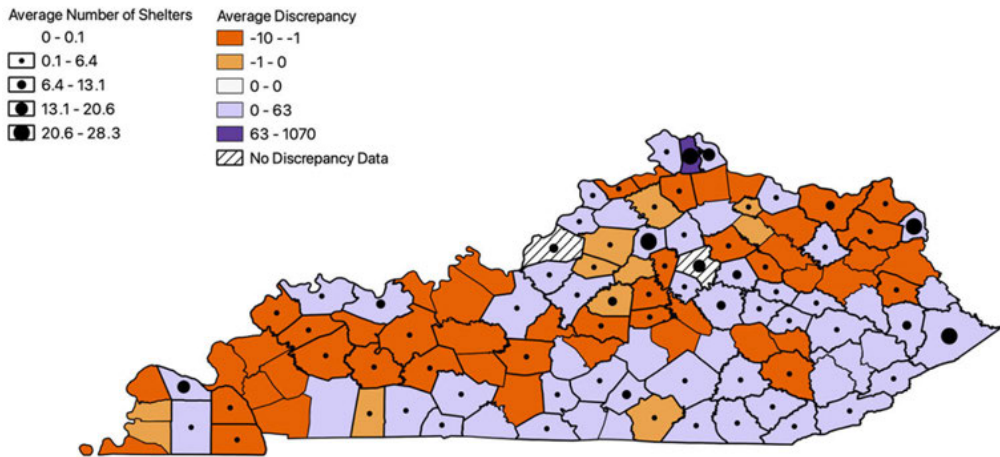 Average Number of Shelters
0 - 0.1
0.1 - 6.4
6.4 - 13.1
13.1 - 20.6
20.6 - 28.3
Average Discrepancy
-10 - -1
-1 - 0
0 - 0
0 - 63
63 - 1070
No Discrepancy Data